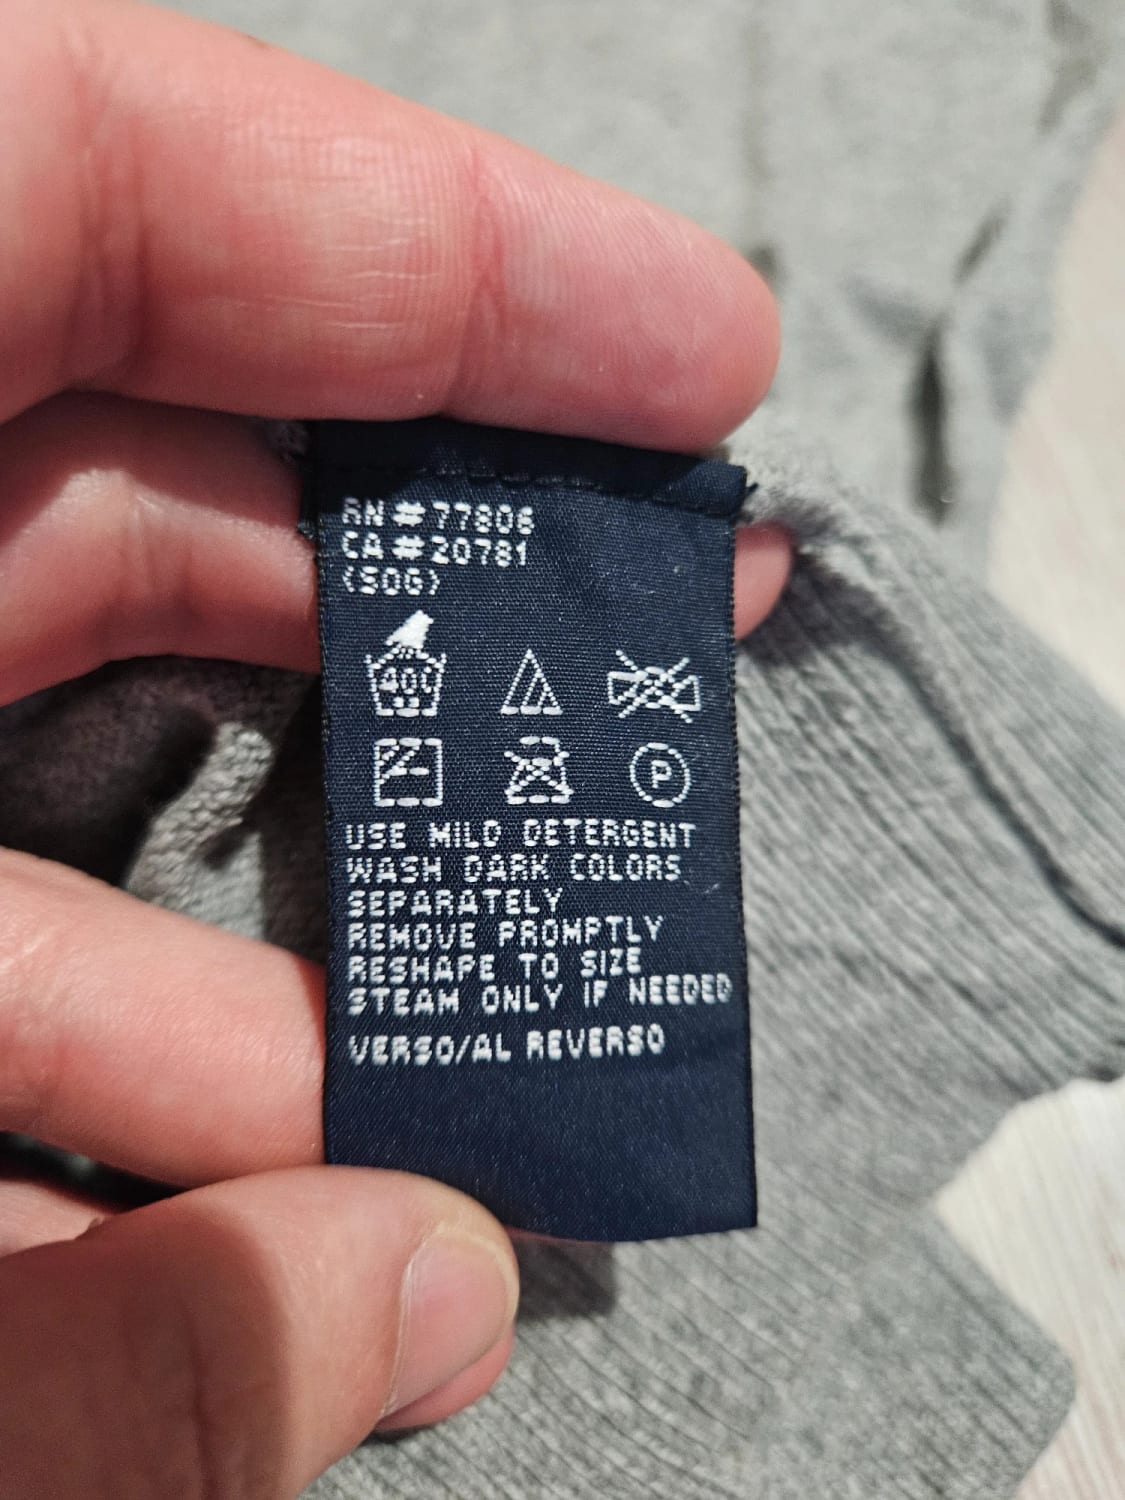 RN#77806
CA#20781
(SOG)
P
USE MILD DETERGENT
WASH DARK COLORS
SEPARATELY
REMOVE PROMPTLY
RESHAPE TO SIZE
STEAM ONLY IF NEEDED
VERSO/AL REVERSO